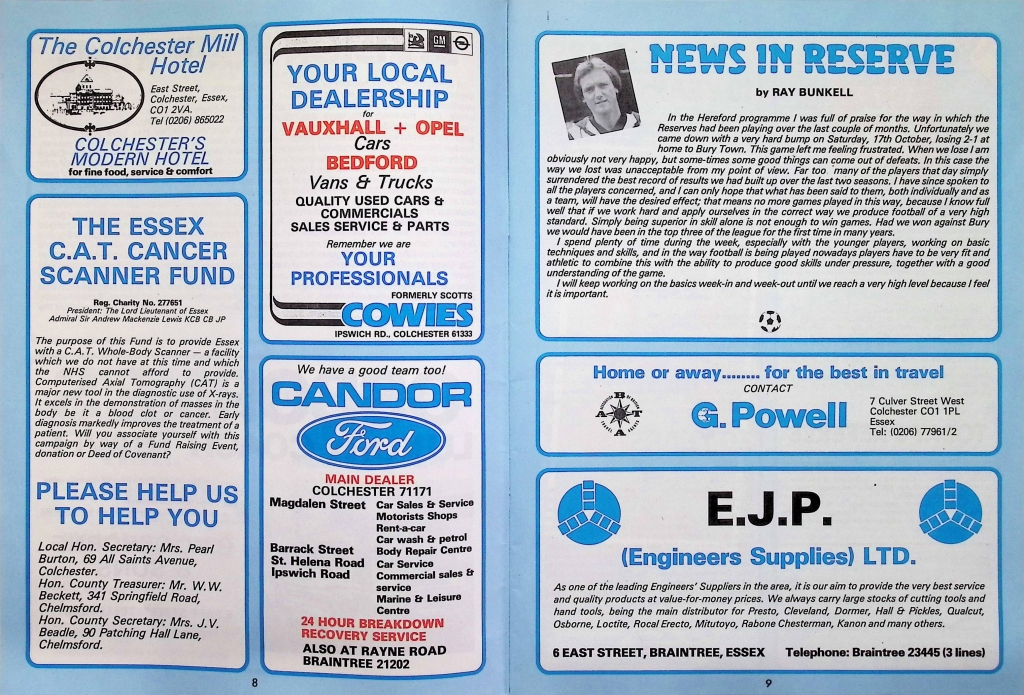 The Colchester Mill
Hotel
East Street,
Colchester, Essex,
CO1 2VA.
Tel (0206) 865022
COLCHESTER'S
MODERN HOTEL
for fine food, service & comfort
THE ESSEX
C.A.T. CANCER
SCANNER FUND
Reg. Charity No. 277651
President: The Lord Lieutenant of Essex
Admiral Sir Andrew Mackenzie Lewis KCB CB JP
The purpose of this Fund is to provide Essex
with a C.A.T. Whole-Body Scanner — a facility
which we do not have at this time and which
the NHS cannot afford to provide.
Computerised Axial Tomography (CAT) is a
major new tool in the diagnostic use of X-rays.
It excels in the demonstration of masses in the
body be it a blood clot or cancer. Early
diagnosis markedly improves the treatment of a
patient. Will you associate yourself with this
campaign by way of a Fund Raising Event,
donation or Deed of Covenant?
PLEASE HELP US
TO HELP YOU
Local Hon. Secretary: Mrs. Pearl
Burton, 69 All Saints Avenue,
Colchester.
Hon. County Treasurer: Mr. W.W.
Beckett, 341 Springfield Road,
Chelmsford.
Hon. County Secretary: Mrs. J.V.
Beadle, 90 Patching Hall Lane,
Chelmsford.
GM
YOUR LOCAL
DEALERSHIP
for
VAUXHALL + OPEL
Cars
BEDFORD
Vans & Trucks
QUALITY USED CARS &
COMMERCIALS
SALES SERVICE & PARTS
Remember we are
YOUR
PROFESSIONALS
FORMERLY SCOTTS
COWIES
IPSWICH RD., COLCHESTER 61333
We have a good team too!
CANDOR
Ford
MAIN DEALER
COLCHESTER 71171
Magdalen Street Car Sales & Service
Motorists Shops
Rent-a-car
Car wash & petrol
Barrack Street Body Repair Centre
St. Helena Road Car Service
Ipswich Road Commercial sales &
service
Marine & Leisure
Centre
24 HOUR BREAKDOWN
RECOVERY SERVICE
ALSO AT RAYNE ROAD
BRAINTREE 21202
8
NEWS IN RESERVE
by RAY BUNKELL
In the Hereford programme I was full of praise for the way in which the
Reserves had been playing over the last couple of months. Unfortunately we
came down with a very hard bump on Saturday, 17th October, losing 2-1 at
home to Bury Town. This game left me feeling frustrated. When we lose I am
obviously not very happy, but some-times some good things can come out of defeats. In this case the
way we lost was unacceptable from my point of view. Far too many of the players that day simply
surrendered the best record of results we had built up over the last two seasons. I have since spoken to
all the players concerned, and I can only hope that what has been said to them, both individually and as
a team, will have the desired effect; that means no more games played in this way, because I know full
well that if we work hard and apply ourselves in the correct way we produce football of a very high
standard. Simply being superior in skill alone is not enough to win games. Had we won against Bury
we would have been in the top three of the league for the first time in many years.
I spend plenty of time during the week, especially with the younger players, working on basic
techniques and skills, and in the way football is being played nowadays players have to be very fit and
athletic to combine this with the ability to produce good skills under pressure, together with a good
understanding of the game.
I will keep working on the basics week-in and week-out until we reach a very high level because I feel
it is important.
Home or away........ for the best in travel
CONTACT
A B T A
G. Powell
7 Culver Street West
Colchester CO1 1PL
Essex
Tel: (0206) 77961/2
E.J.P.
(Engineers Supplies) LTD.
As one of the leading Engineers' Suppliers in the area, it is our aim to provide the very best service
and quality products at value-for-money prices. We always carry large stocks of cutting tools and
hand tools, being the main distributor for Presto, Cleveland, Dormer, Hall & Pickles, Qualcut,
Osborne, Loctite, Rocal Erecto, Mitutoyo, Rabone Chesterman, Kanon and many others.
6 EAST STREET, BRAINTREE, ESSEX Telephone: Braintree 23445 (3 lines)
9